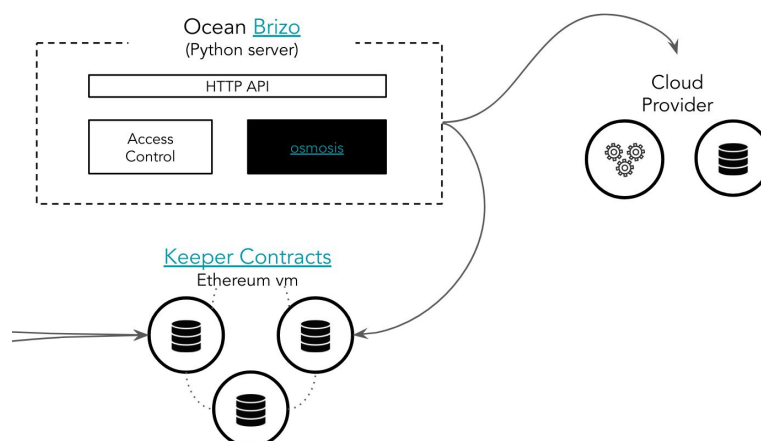 Ocean Brizo
(Python server)
HTTP API
Access
Control
osmosis
Cloud
Provider
Keeper Contracts
Ethereum vm